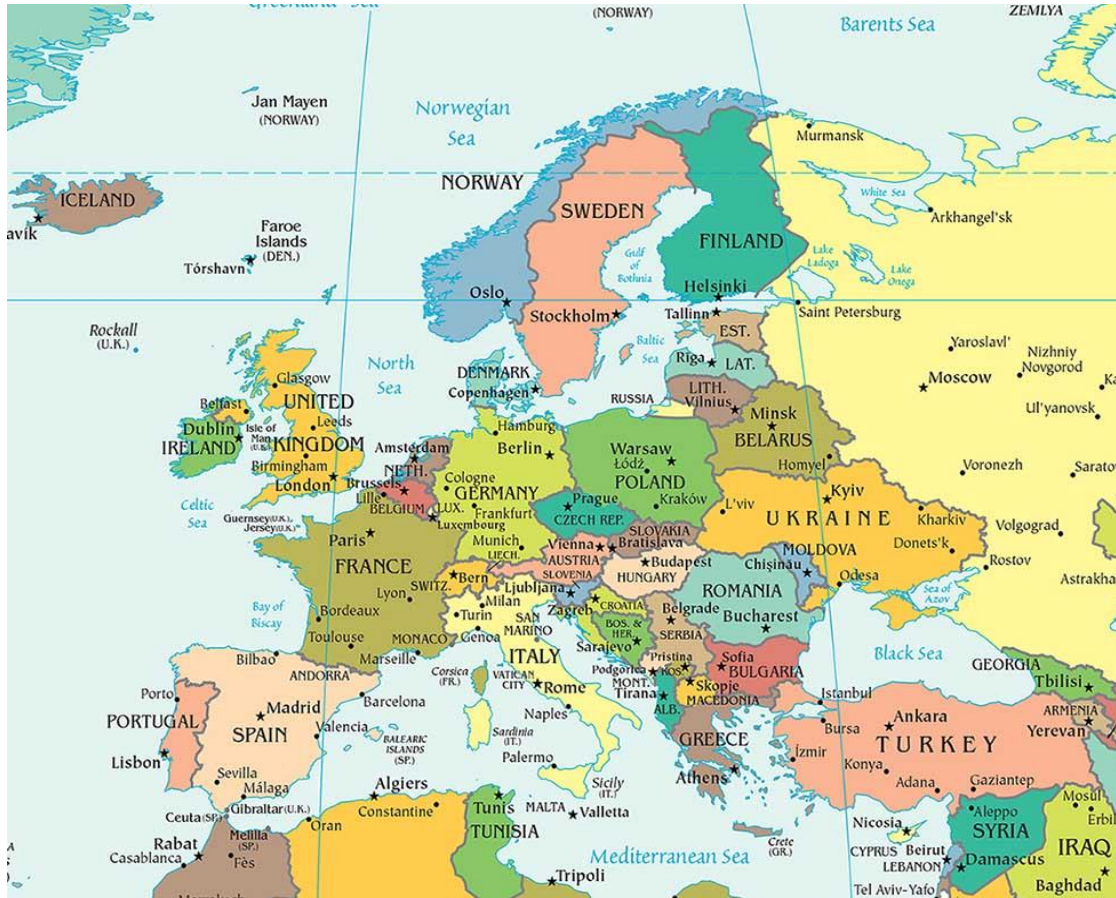 Greenland Sea
(NORWAY)
Barents Sea
ZEMLYA
Jan Mayen
(NORWAY)
Norwegian
Sea
Murmansk
NORWAY
White Sea
ICELAND
SWEDEN
Arkhangel'sk
avík
Faroe
Islands
(DEN.)
Tórshavn
FINLAND
Gulf
of
Bothnia
Lake
Ladoga
Lake
Onega
Helsinki
Oslo
Stockholm
Tallinn
Saint Petersburg
Rockall
(U.K.)
EST.
Baltic
Sea
Yaroslavl'
North
Sea
Riga
LAT.
Nizhniy
Novgorod
Ka
DENMARK
Copenhagen
Moscow
Glasgow
LITH.
Vilnius
RUSSIA
Ul'yanovsk
UNITED
KINGDOM
Belfast
Minsk
BELARUS
Leeds
Isle of
Man
(U.K.)
Dublin
IRELAND
Hamburg
Berlin
Warsaw
Łódź
POLAND
Homyel'
Voronezh
Sarato
Birmingham
London
Amsterdam
NETH.
Cologne
GERMANY
Brussels
BELGIUM
Lille
Kraków
L'viv
Kyiv
UKRAINE
Kharkiv
Celtic
Sea
LUX.
Luxembourg
Frankfurt
Prague
CZECH REP.
Guernsey (U.K.)
Jersey (U.K.)
Paris
Munich
LIECH.
SLOVAKIA
Bratislava
Vienna
AUSTRIA
Volgograd
Donets'k
FRANCE
SWITZ.
Bern
SLOVENIA
Ljubljana
Budapest
HUNGARY
MOLDOVA
Chişinău
Rostov
Astrakha
Odesa
Sea of
Azov
Lyon
Milan
Turin
Zagreb
CROATIA
ROMANIA
Bucharest
Bay of
Biscay
Bordeaux
Genoa
SAN
MARINO
BOS. &
HER.
Sarajevo
Belgrade
SERBIA
Toulouse
MONACO
Marseille
ITALY
Black Sea
Bilbao
ANDORRA
Corsica
(FR.)
VATICAN
CITY
Rome
Podgorica
MONT.
Pristina
KOS.
Sofia
BULGARIA
GEORGIA
Tbilisi
Porto
Barcelona
Tirana
ALB.
Skopje
MACEDONIA
Istanbul
ARMENIA
Yerevan
PORTUGAL
Madrid
SPAIN
Valencia
Naples
Sardinia
(IT.)
Bursa
Ankara
TURKEY
Lisbon
BALEARIC
ISLANDS
(SP.)
GREECE
Athens
İzmir
Konya
Sevilla
Málaga
Palermo
Sicily
(IT.)
Adana
Gaziantep
Gibraltar (U.K.)
Ceuta (SP.)
Algiers
Constantine
Tunis
TUNISIA
MALTA
Valletta
Nicosia
CYPRUS
Aleppo
SYRIA
Mosul
Erbil
Melilla
(SP.)
Oran
Rabat
Casablanca
Fès
Mediterranean Sea
Crete
(GR.)
Beirut
LEBANON
Damascus
IRAQ
Baghdad
Tripoli
Tel Aviv-Yafo